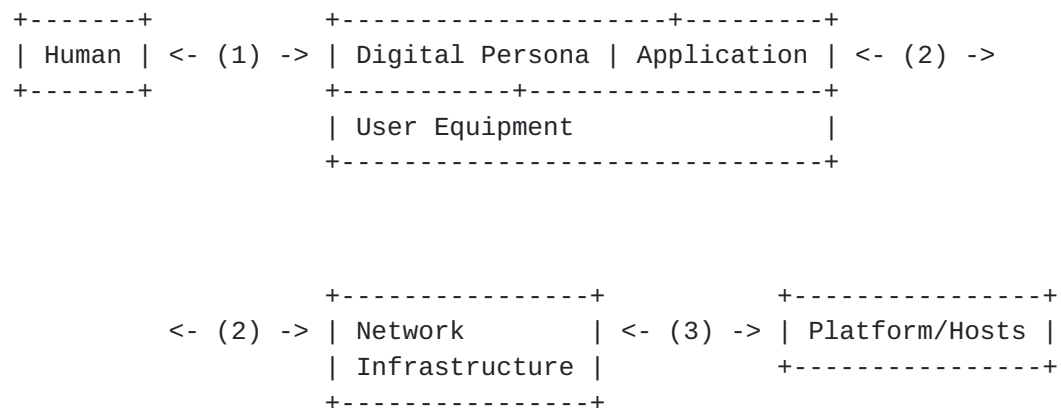 +-------+            +---------------------+---------+
| Human | <- (1) -> | Digital Persona | Application | <- (2) ->
+-------+            +-----------+-------------------+
| User Equipment                |
+-------------------------------+
+----------------+            +----------------+
<- (2) -> | Network        | <- (3) -> | Platform/Hosts |
| Infrastructure |            +----------------+
+----------------+